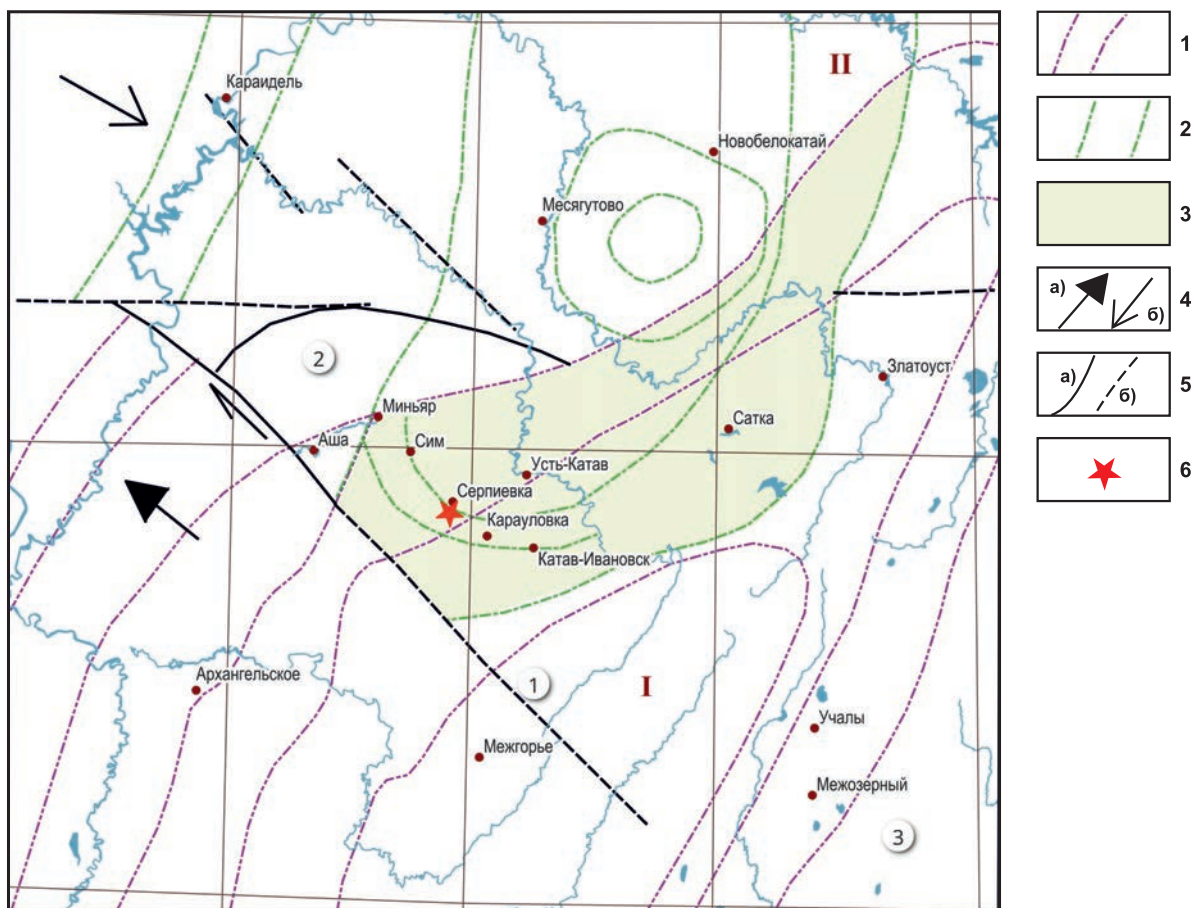 Караидель
II
Новобелокатай
Месягутово
2
Златоуст
Миньяр
Аша
Сим
Сатка
Усть-Катав
Серпиевка
Карауловка
Катав-Ивановск
Архангельское
1
I
Межгорье
Учалы
Межозерный
3
1
2
3
а) б) 4
а) б) 5
6